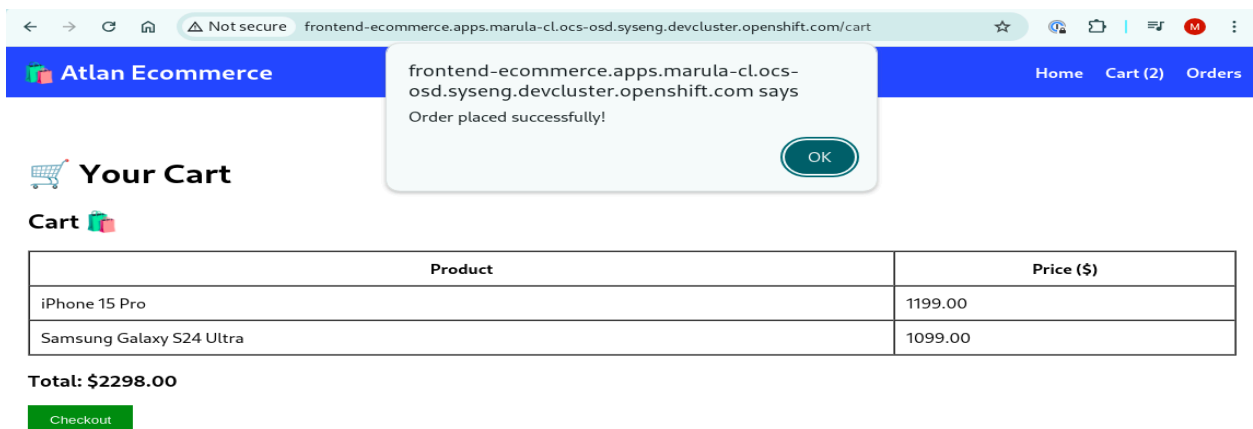 Not secure frontend-ecommerce.apps.marula-cl.ocs-osd.syseng.devcluster.openshift.com/cart
M
Atlan Ecommerce
Home Cart (2) Orders
frontend-ecommerce.apps.marula-cl.ocs-
osd.syseng.devcluster.openshift.com says
Order placed successfully!
OK
Your Cart
Cart
Product Price ($)
iPhone 15 Pro 1199.00
Samsung Galaxy S24 Ultra 1099.00
Total: $2298.00
Checkout